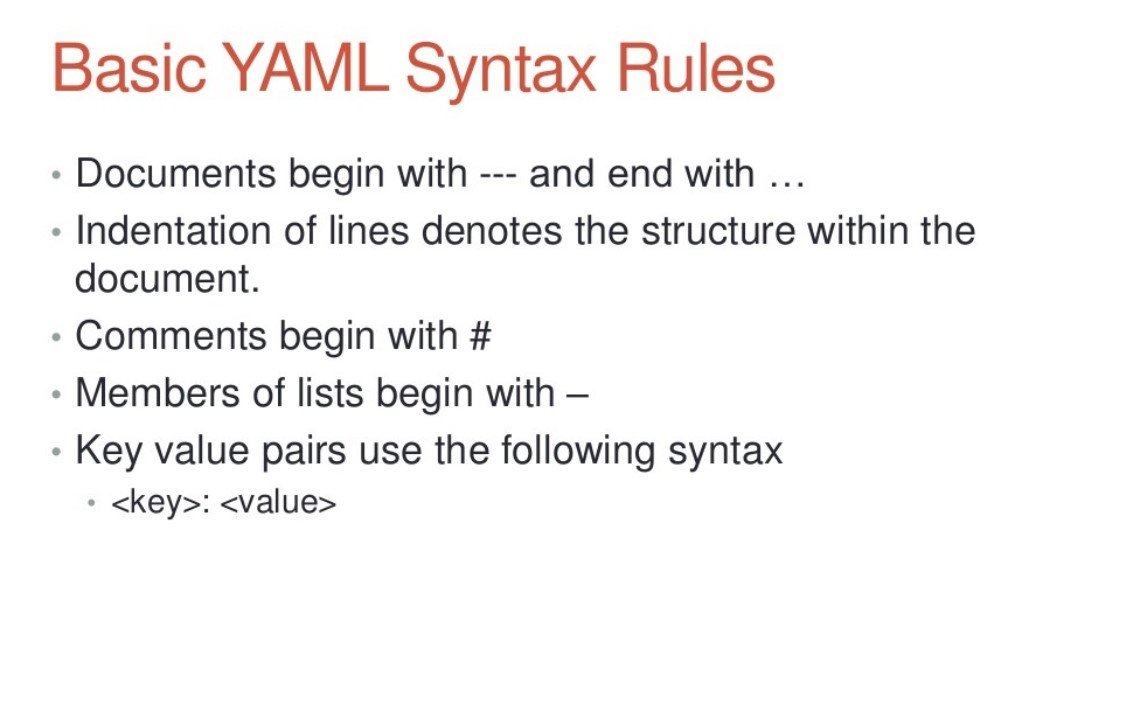 Basic YAML Syntax Rules
• Documents begin with --- and end with …
• Indentation of lines denotes the structure within the
document.
• Comments begin with #
• Members of lists begin with –
• Key value pairs use the following syntax
• <key>: <value>